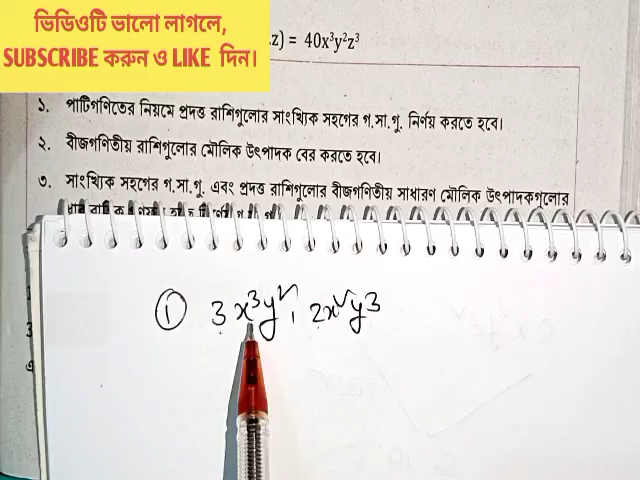 ভিডিওটি ভালো লাগলে,
SUBSCRIBE করুন ও LIKE দিন।
z) = 40x³y²z³
১. পাটিগণিতের নিয়মে প্রদত্ত রাশিগুলোর সাংখ্যিক সহগের গ.সা.গু. নির্ণয় করতে হবে।
২. বীজগণিতীয় রাশিগুলোর মৌলিক উৎপাদক বের করতে হবে।
৩. সাংখ্যিক সহগের গ.সা.গু. এবং প্রদত্ত রাশিগুলোর বীজগণিতীয় সাধারণ মৌলিক উৎপাদকগুলোর
① 3x³y², 2x²y³